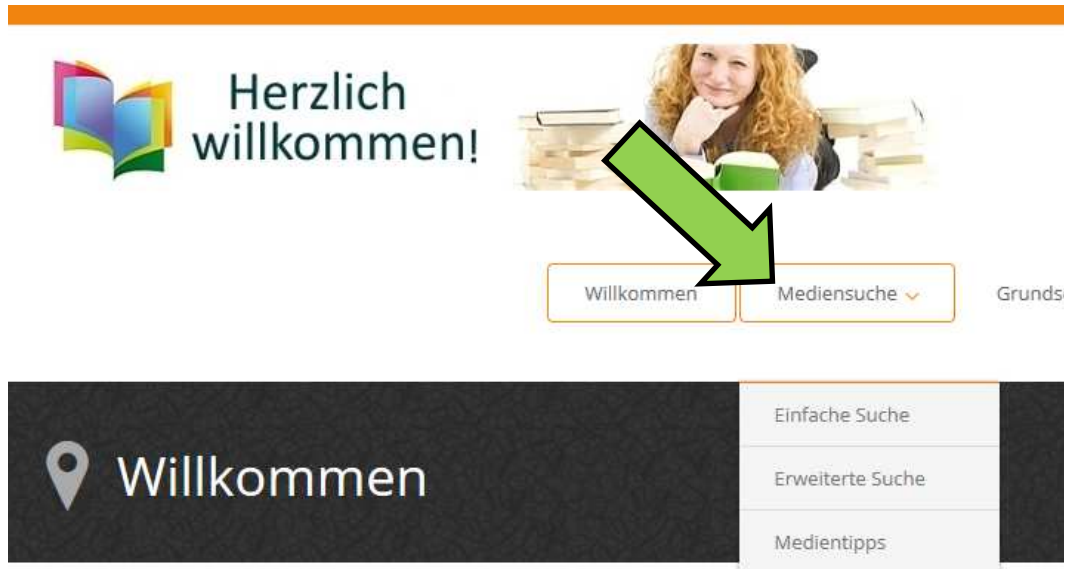 Herzlich
willkommen!
Willkommen Mediensuche
Einfache Suche
Willkommen
Erweiterte Suche
Medientipps